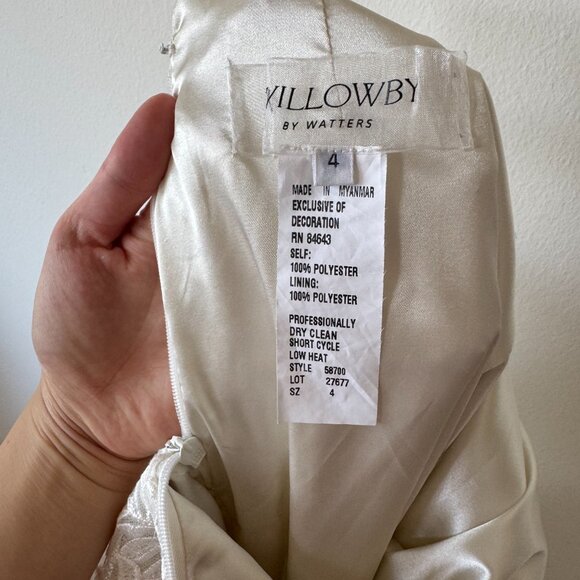 WILLOWBY
BY WATTERS
4
MADE IN MYANMAR
EXCLUSIVE OF
DECORATION
RN 84643
SELF:
100% POLYESTER
LINING:
100% POLYESTER
PROFESSIONALLY
DRY CLEAN
SHORT CYCLE
LOW HEAT
STYLE 58700
LOT 27677
SZ 4